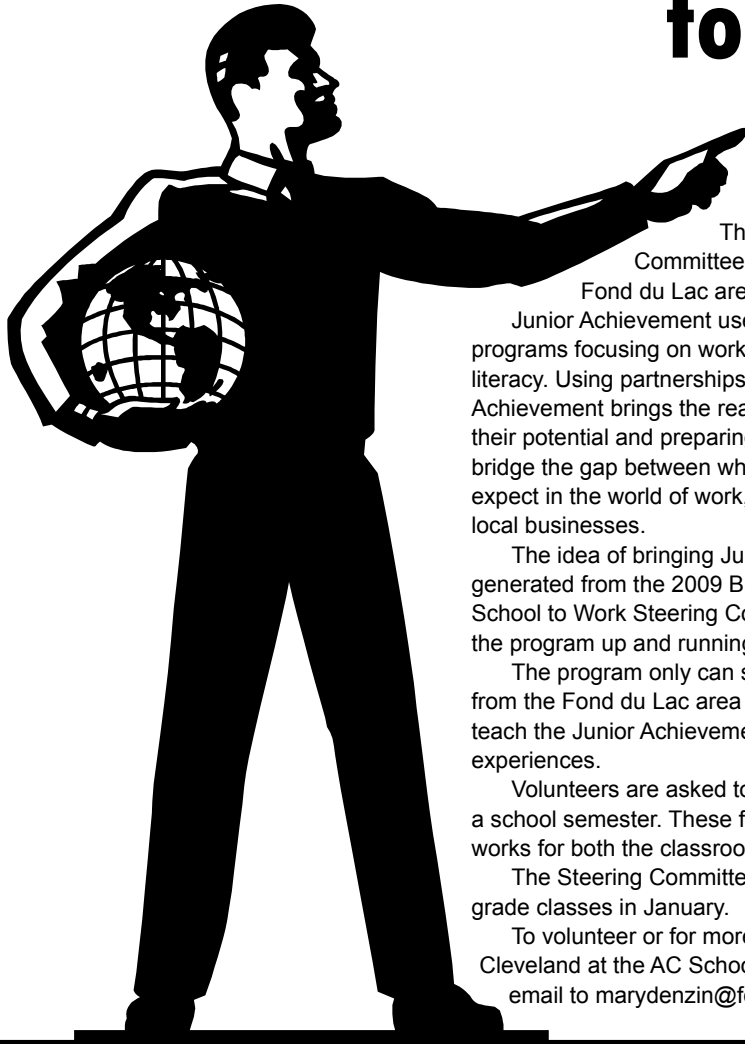 to
Th
Committee
Fond du Lac are
Junior Achievement use
programs focusing on work
literacy. Using partnerships
Achievement brings the rea
their potential and preparing
bridge the gap between wh
expect in the world of work,
local businesses.
The idea of bringing Ju
generated from the 2009 B
School to Work Steering Co
the program up and running
The program only can s
from the Fond du Lac area
teach the Junior Achieveme
experiences.
Volunteers are asked to
a school semester. These f
works for both the classroo
The Steering Committe
grade classes in January.
To volunteer or for more
Cleveland at the AC Schoo
email to marydenzin@fo